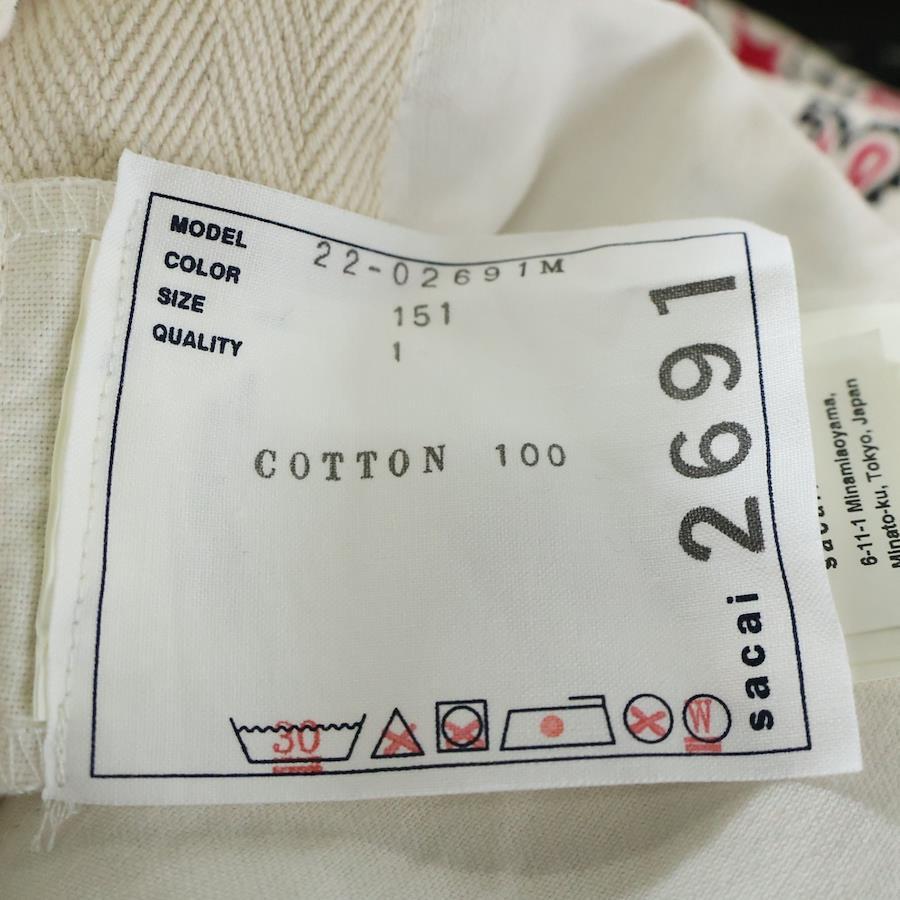 MODEL 22-02691M
COLOR 151
SIZE 1
QUALITY
COTTON 100
sacai 2691
30
W
sacai
6-11-1 Minamiaoyama,
Minato-ku, Tokyo, Japan